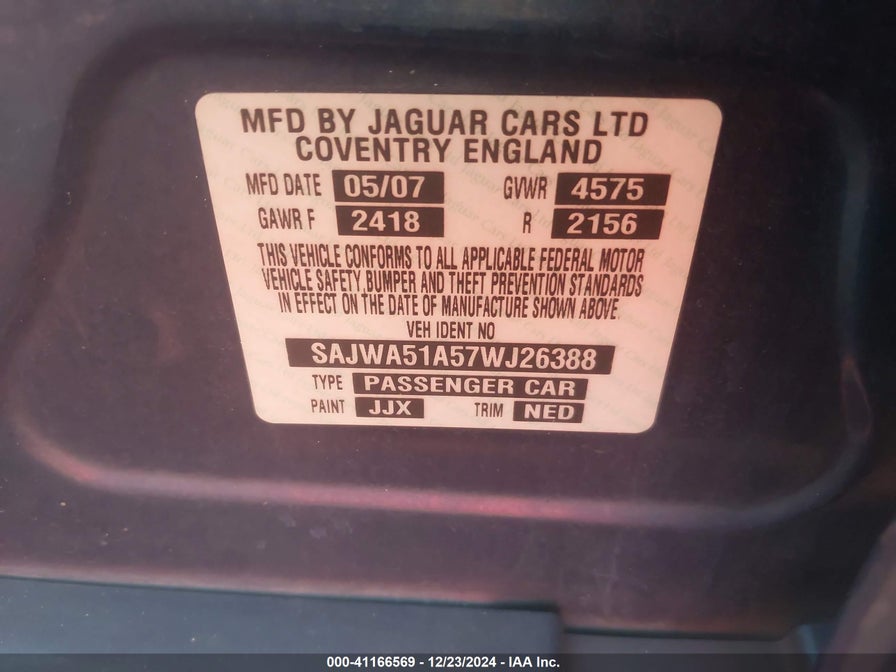 MFD BY JAGUAR CARS LTD
COVENTRY ENGLAND
MFD DATE 05/07 GVWR 4575
GAWR F 2418 R 2156
THIS VEHICLE CONFORMS TO ALL APPLICABLE FEDERAL MOTOR
VEHICLE SAFETY,BUMPER AND THEFT PREVENTION STANDARDS
IN EFFECT ON THE DATE OF MANUFACTURE SHOWN ABOVE.
VEH IDENT NO
SAJWA51A57WJ26388
TYPE PASSENGER CAR
PAINT JJX TRIM NED
000-41166569 - 12/23/2024 - IAA Inc.